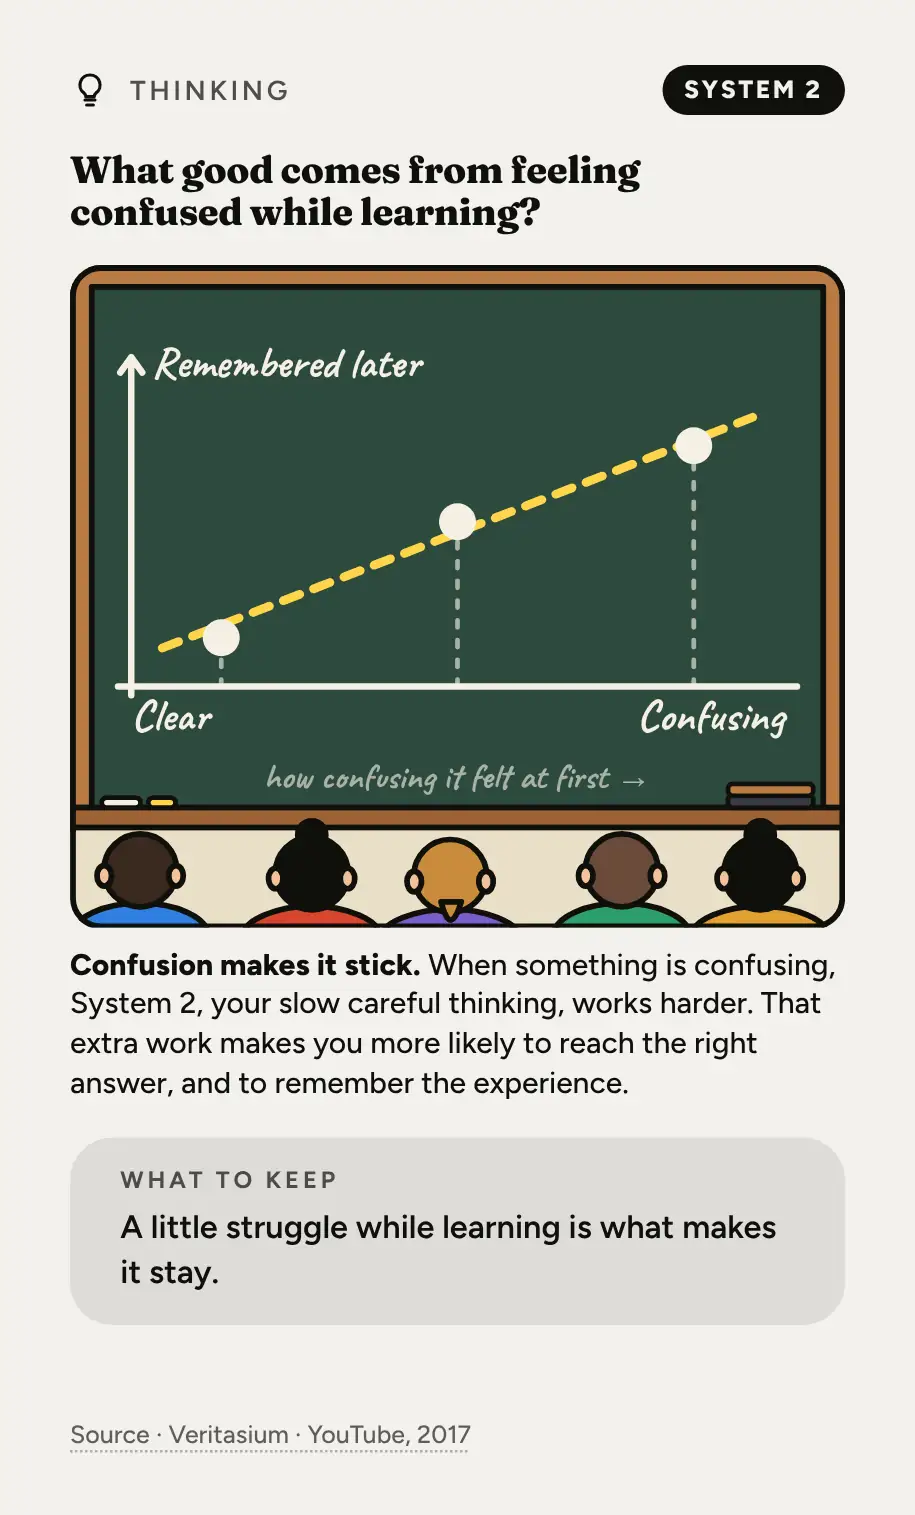 THINKING
SYSTEM 2
What good comes from feeling
confused while learning?
Remembered later
Clear
Confusing
how confusing it felt at first →
Confusion makes it stick. When something is confusing,
System 2, your slow careful thinking, works harder. That
extra work makes you more likely to reach the right
answer, and to remember the experience.
WHAT TO KEEP
A little struggle while learning is what makes
it stay.
Source · Veritasium · YouTube, 2017